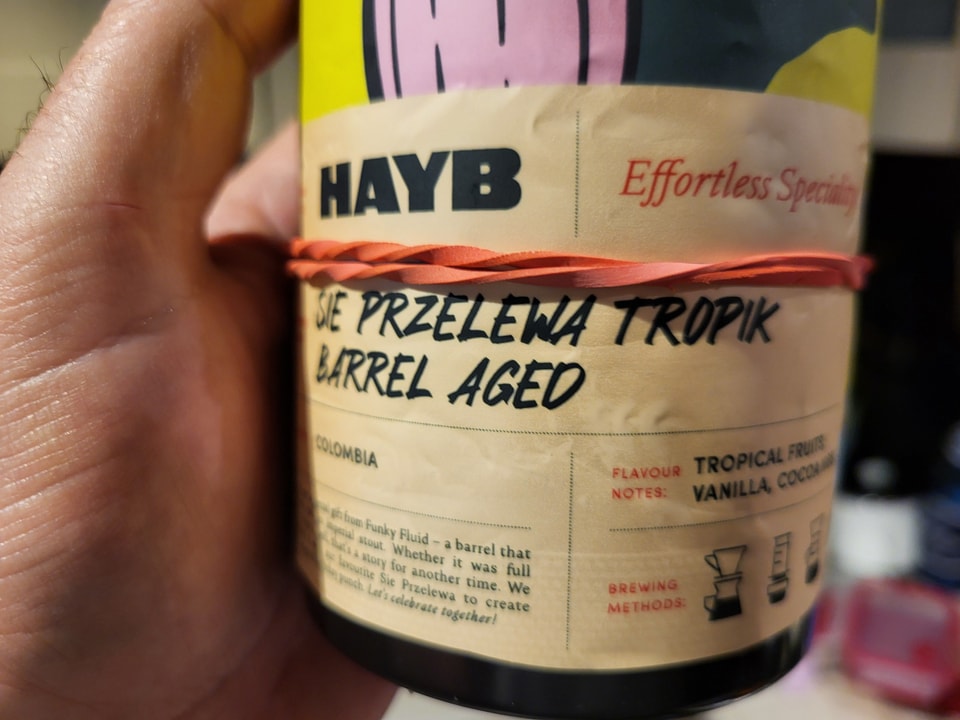 HAYB
Effortless Speciality
SIE PRZELEWA TROPIK
BARREL AGED
COLOMBIA
FLAVOUR
NOTES:
TROPICAL FRUITS,
VANILLA,
gift from Funky Fluid – a barrel that
imperial stout. Whether it was full
that's a story for another time. We
favourite Sie Przelewa to create
punch. Let's celebrate together!
BREWING
METHODS: